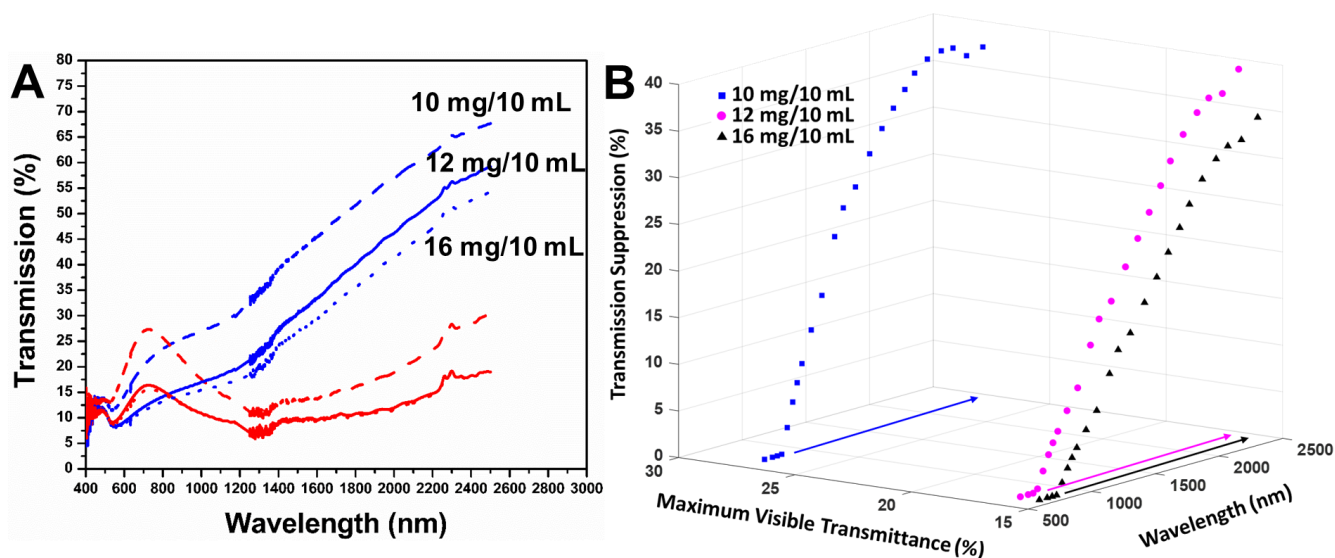 A
Transmission (%)
80
75
70
65
60
55
50
45
40
35
30
25
20
15
10
5
0
10 mg/10 mL
12 mg/10 mL
16 mg/10 mL
400 600 800 1000 1200 1400 1600 1800 2000 2200 2400 2600 2800 3000
Wavelength (nm)
B
Transmission Suppression (%)
40
35
30
25
20
15
10
5
0
10 mg/10 mL
12 mg/10 mL
16 mg/10 mL
30
25
20
15
Maximum Visible Transmittance (%)
500
1000
1500
2000
2500
Wavelength (nm)